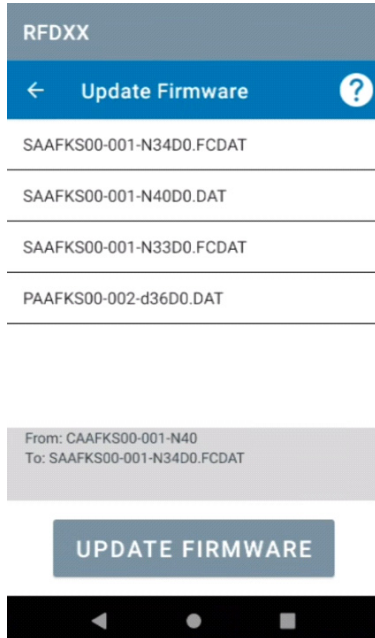 RFDXX
Update Firmware ?
SAAFKS00-001-N34D0.FCDAT
SAAFKS00-001-N40D0.DAT
SAAFKS00-001-N33D0.FCDAT
PAAFKS00-002-d36D0.DAT
From: CAAFKS00-001-N40
To: SAAFKS00-001-N34D0.FCDAT
UPDATE FIRMWARE